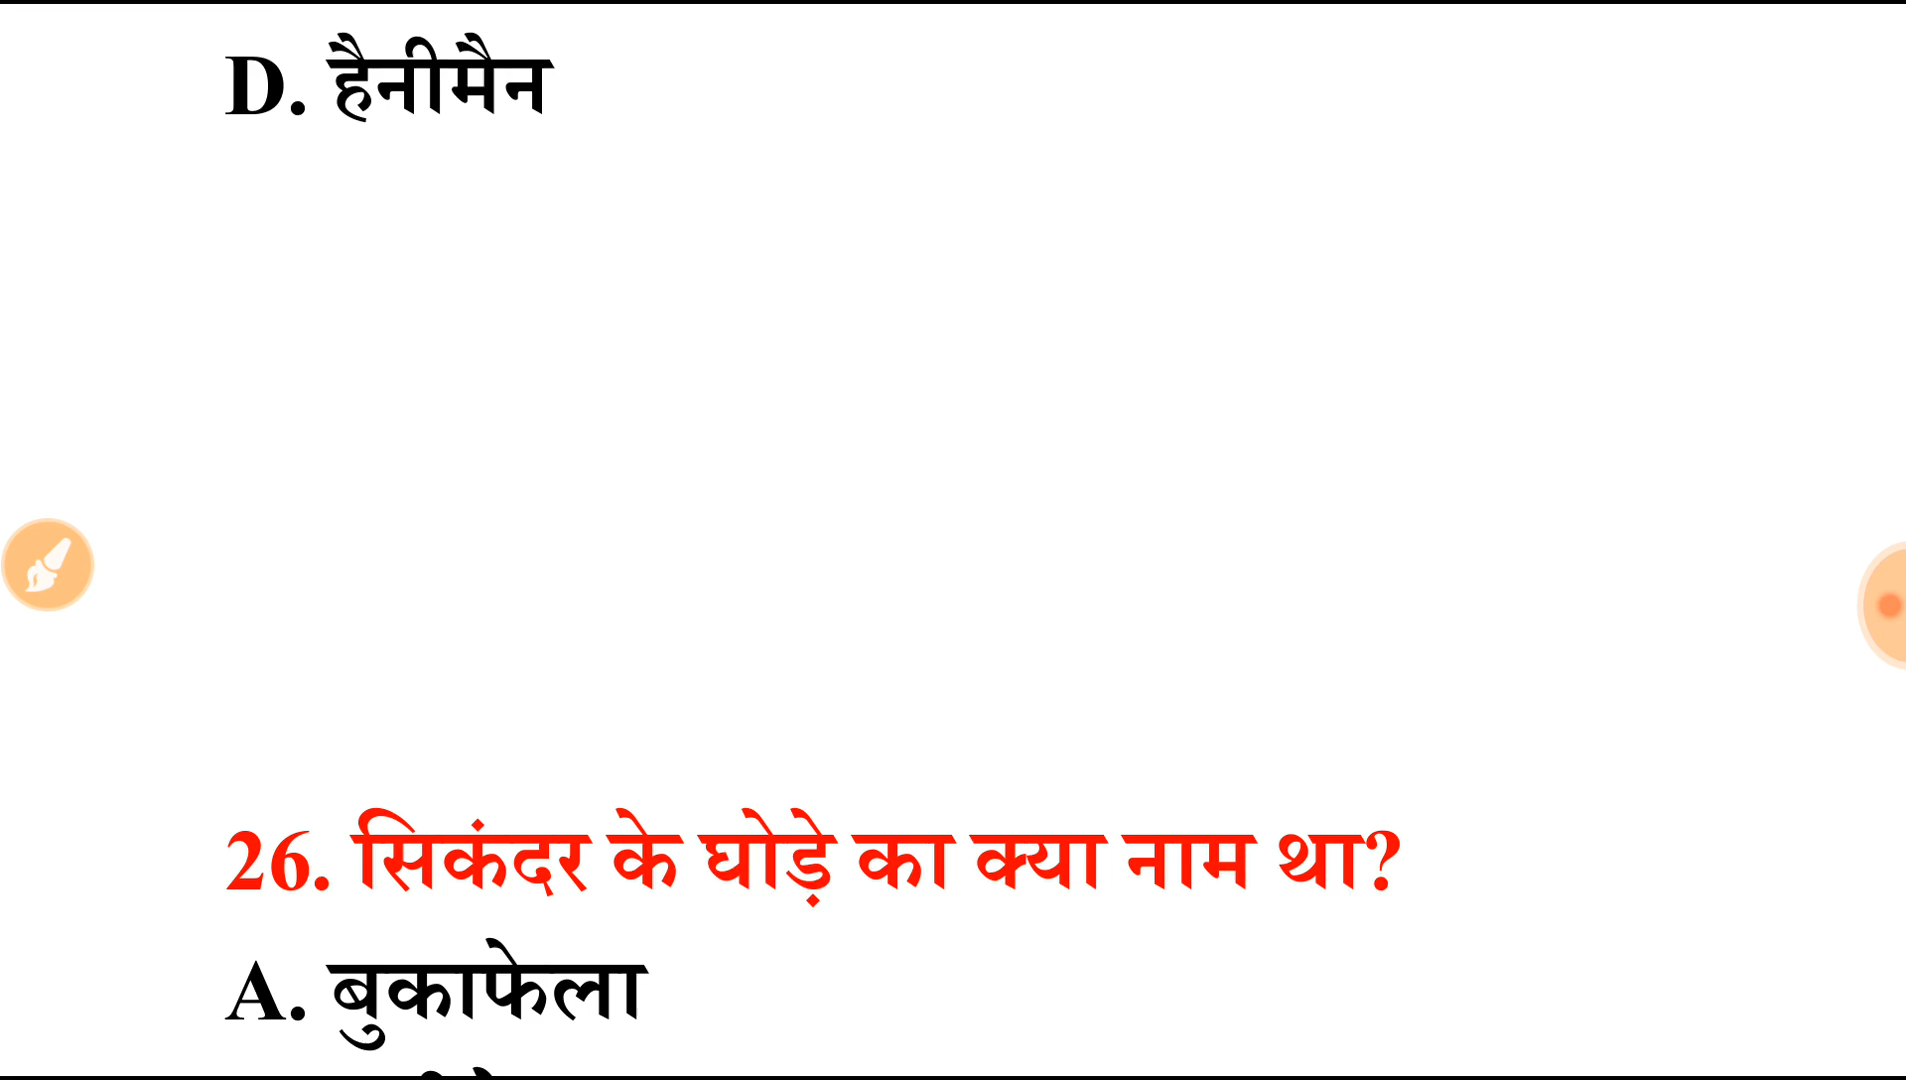 D. हैनीमैन
26. सिकंदर के घोड़े का क्या नाम था?
A. बुकाफेला